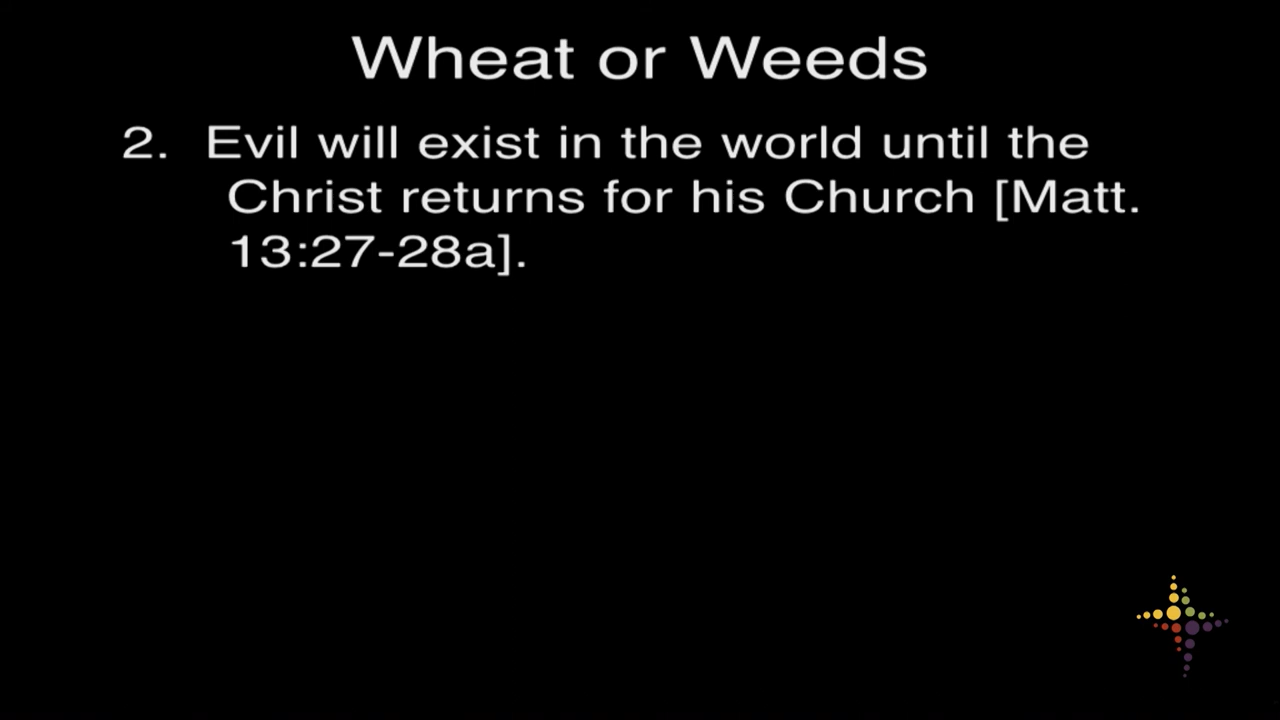 Wheat or Weeds
2. Evil will exist in the world until the
Christ returns for his Church [Matt.
13:27-28a].